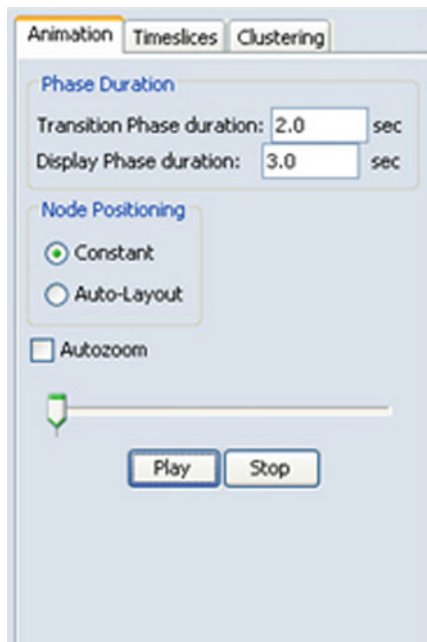 Animation Timeslices Clustering
Phase Duration
Transition Phase duration: 2.0 sec
Display Phase duration: 3.0 sec
Node Positioning
Constant
Auto-Layout
Autozoom
Play Stop